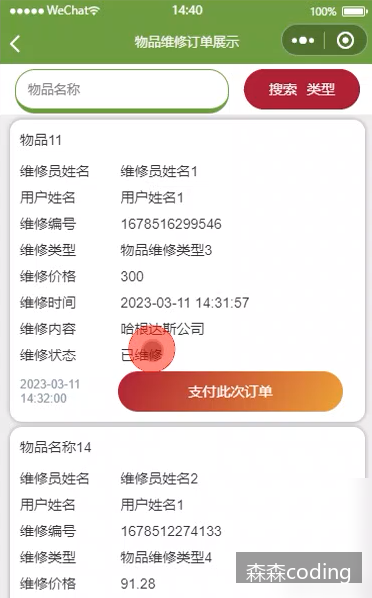 WeChat 14:40 100%
物品维修订单展示
物品名称 搜索 类型
物品11
维修员姓名 维修员姓名1
用户姓名 用户姓名1
维修编号 1678516299546
维修类型 物品维修类型3
维修价格 300
维修时间 2023-03-11 14:31:57
维修内容 哈根达斯公司
维修状态 已维修
2023-03-11
14:32:00
支付此次订单
物品名称14
维修员姓名 维修员姓名2
用户姓名 用户姓名1
维修编号 1678512274133
维修类型 物品维修类型4
维修价格 91.28
森森coding